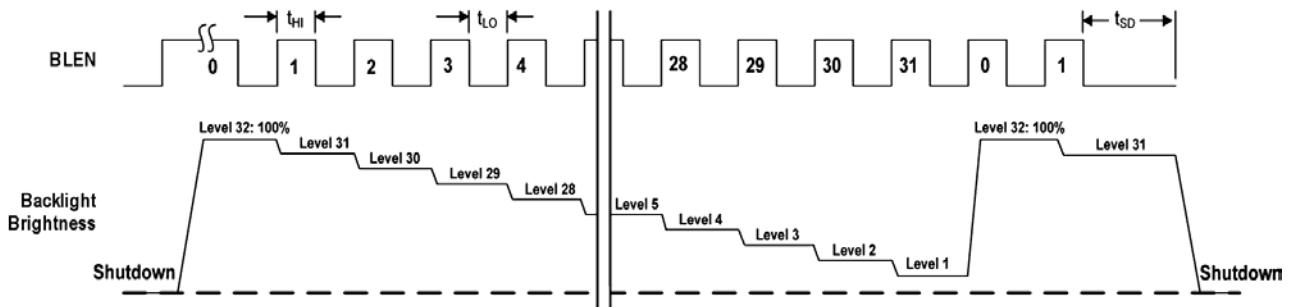 tHI
tLO
tSD
BLEN
0 1 2 3 4 28 29 30 31 0 1
Level 32: 100%
Level 31
Level 30
Level 29
Level 28
Level 5
Level 4
Level 3
Level 2
Level 1
Level 32: 100%
Level 31
Backlight
Brightness
Shutdown
Shutdown